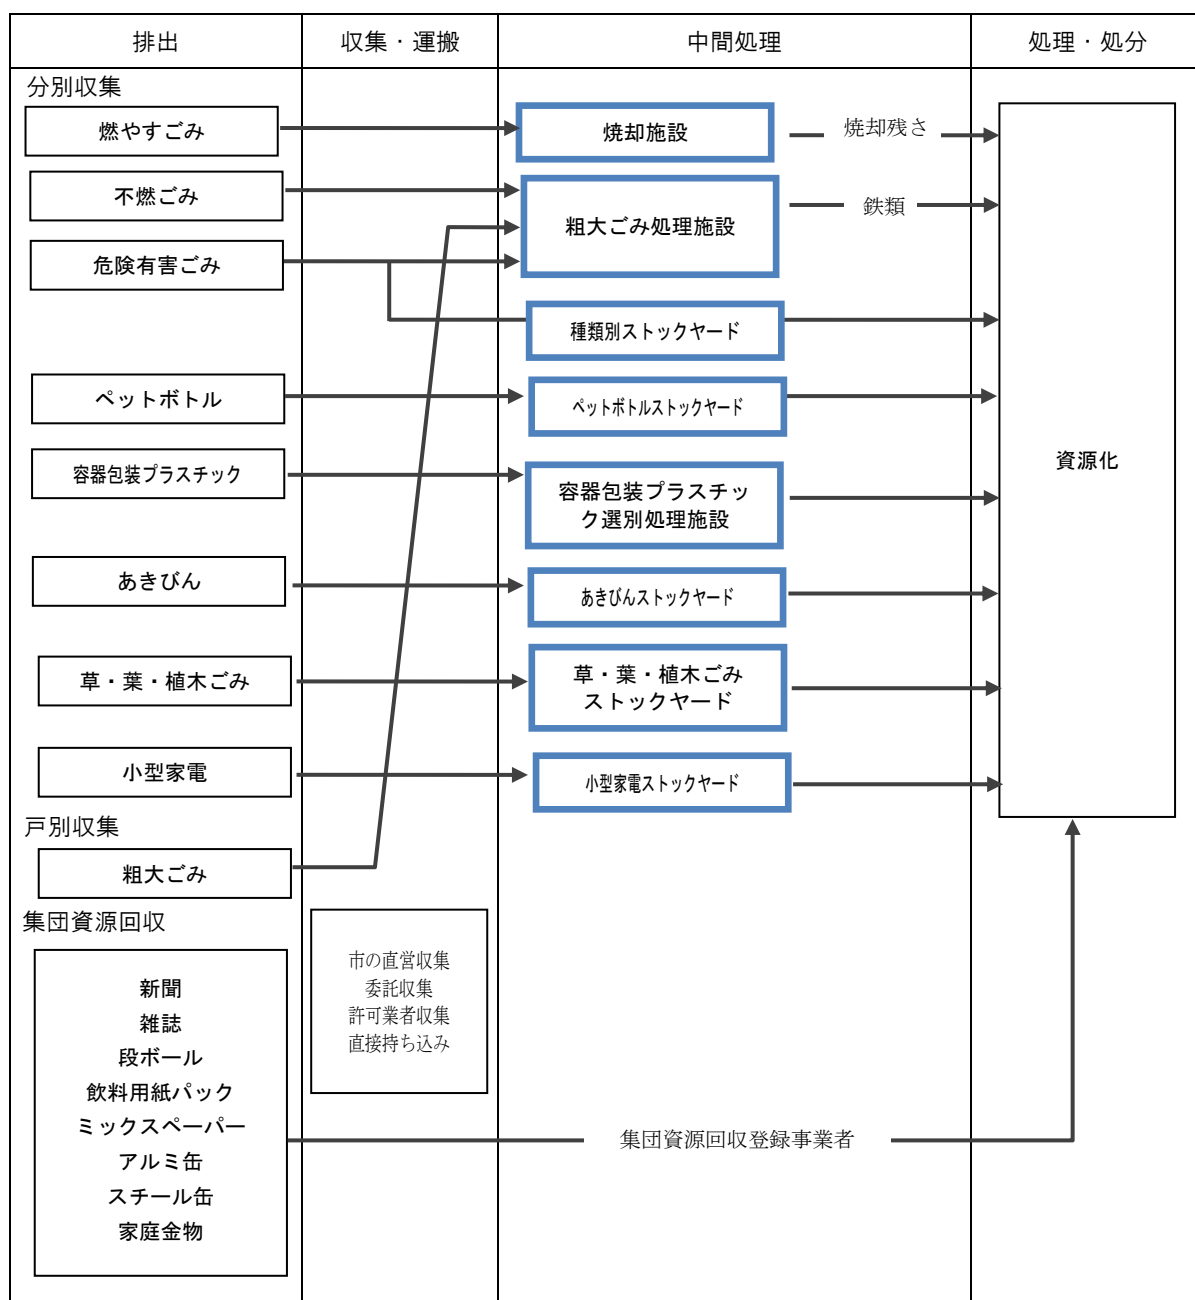 排出
収集・運搬
中間処理
処理・処分
分別収集
燃やすごみ
焼却施設
焼却残さ
不燃ごみ
粗大ごみ処理施設
鉄類
危険有害ごみ
種類別ストックヤード
ペットボトル
ペットボトルストックヤード
容器包装プラスチック
容器包装プラスチッ
ク選別処理施設
資源化
あきびん
あきびんストックヤード
草・葉・植木ごみ
草・葉・植木ごみ
ストックヤード
小型家電
小型家電ストックヤード
戸別収集
粗大ごみ
集団資源回収
新聞
雑誌
段ボール
飲料用紙パック
ミックスペーパー
アルミ缶
スチール缶
家庭金物
市の直営収集
委託収集
許可業者収集
直接持ち込み
集団資源回収登録事業者